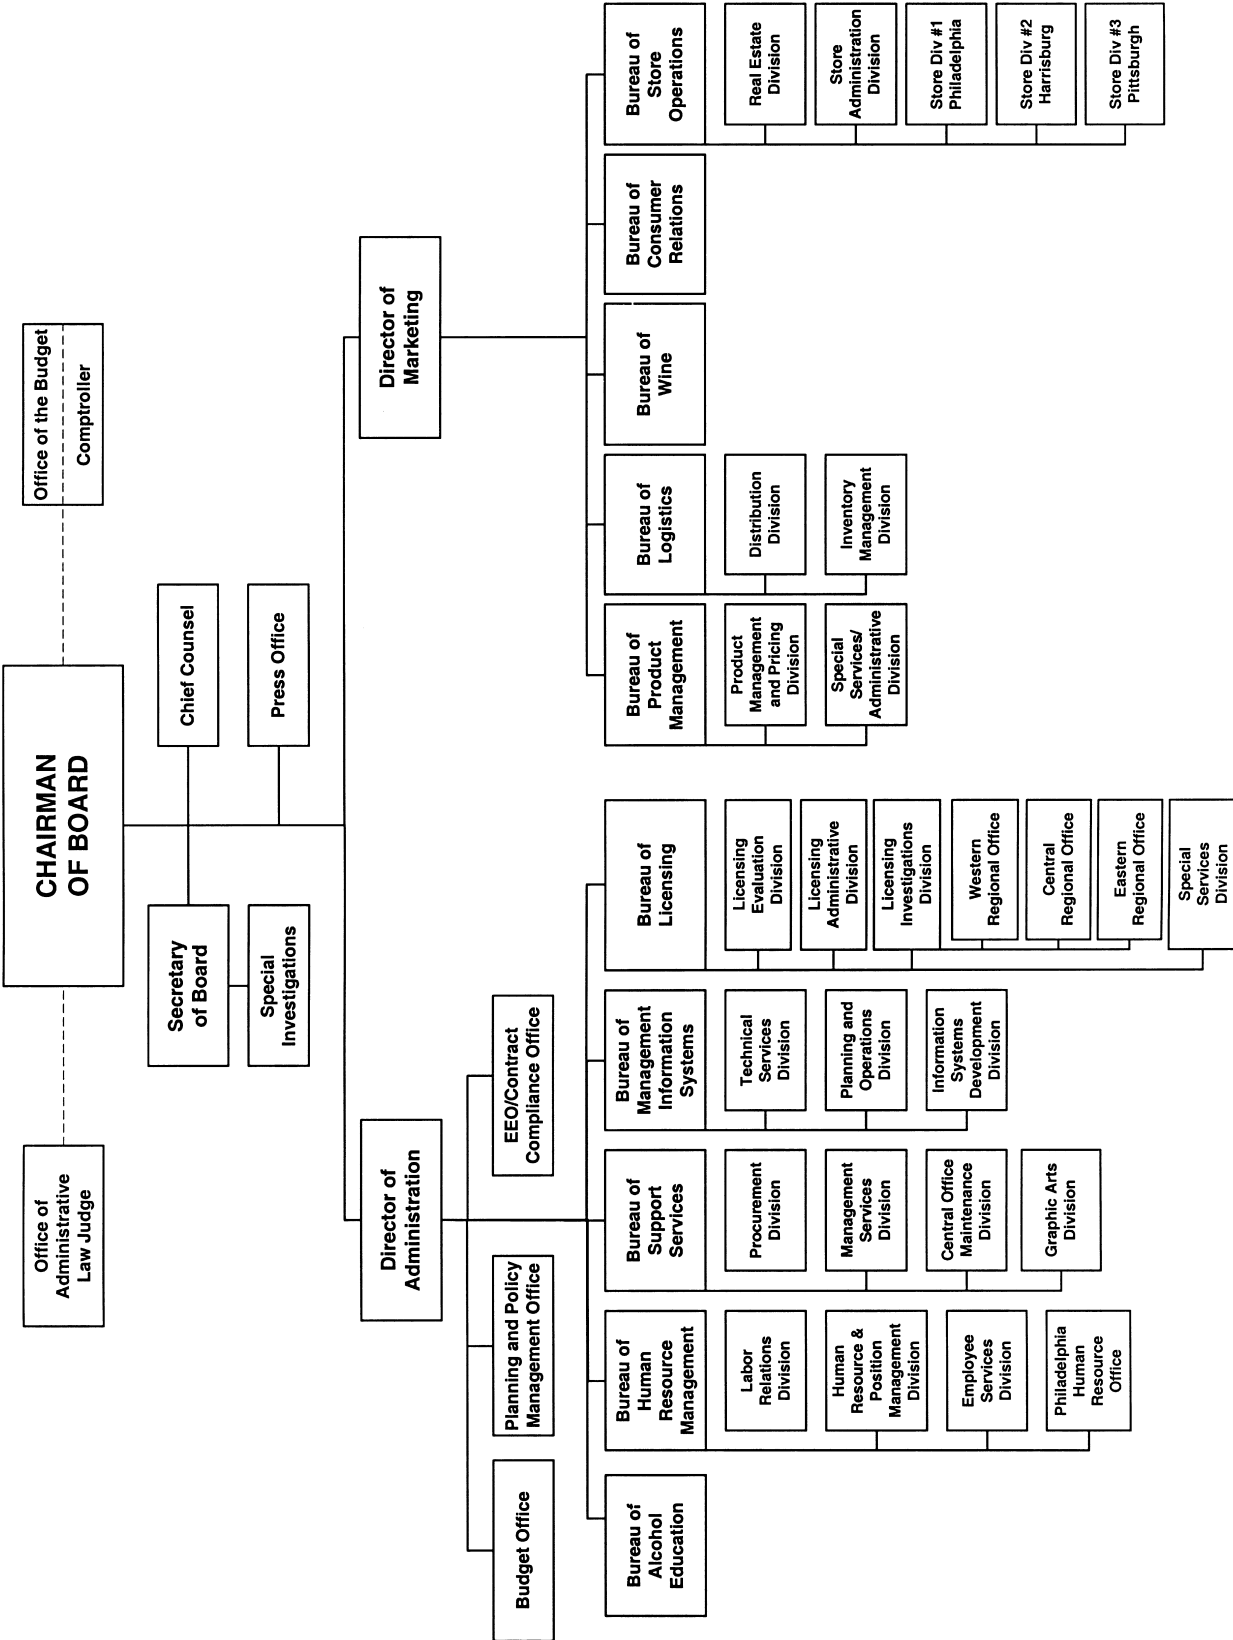 CHAIRMAN
OF BOARD
Office of
Administrative
Law Judge
Office of the Budget
Comptroller
Secretary
of Board
Chief Counsel
Special
Investigations
Press Office
Director of
Administration
Director of
Marketing
Budget Office
Planning and Policy
Management Office
EEO/Contract
Compliance Office
Bureau of
Alcohol
Education
Bureau of
Human
Resource
Management
Labor
Relations
Division
Human
Resource &
Position
Management
Division
Employee
Services
Division
Philadelphia
Human
Resource
Office
Bureau of
Support
Services
Procurement
Division
Management
Services
Division
Central Office
Maintenance
Division
Graphic Arts
Division
Bureau of
Management
Information
Systems
Technical
Services
Division
Planning and
Operations
Division
Information
Systems
Development
Division
Bureau of
Licensing
Licensing
Evaluation
Division
Licensing
Administrative
Division
Licensing
Investigations
Division
Western
Regional Office
Central
Regional Office
Eastern
Regional Office
Special
Services
Division
Bureau of
Product
Management
Product
Management
and Pricing
Division
Special
Services/
Administrative
Division
Bureau of
Logistics
Distribution
Division
Inventory
Management
Division
Bureau of
Wine
Bureau of
Consumer
Relations
Bureau of
Store
Operations
Real Estate
Division
Store
Administration
Division
Store Div #1
Philadelphia
Store Div #2
Harrisburg
Store Div #3
Pittsburgh